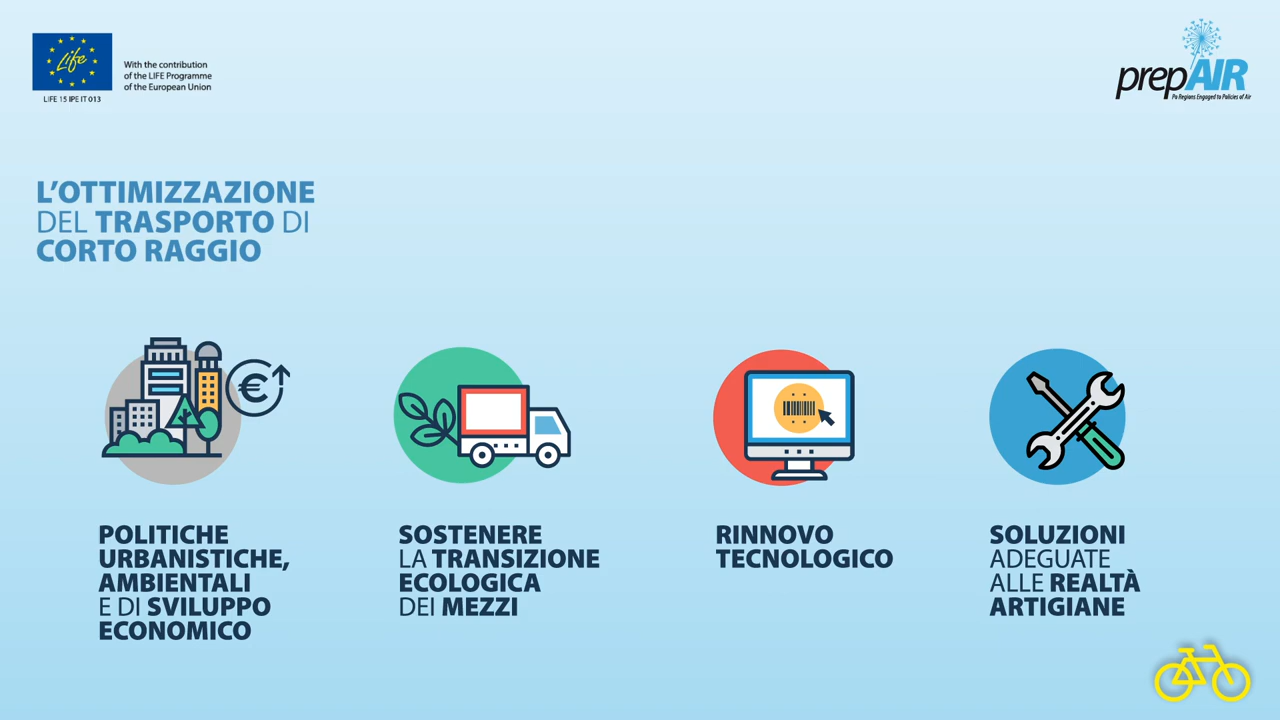 Life
LIFE 15 IPE IT 013
With the contribution
of the LIFE Programme
of the European Union
prepAIR
Po Regions Engaged to Policies of Air
L'OTTIMIZZAZIONE
DEL TRASPORTO DI
CORTO RAGGIO
€
POLITICHE
URBANISTICHE,
AMBIENTALI
E DI SVILUPPO
ECONOMICO
SOSTENERE
LA TRANSIZIONE
ECOLOGICA
DEI MEZZI
RINNOVO
TECNOLOGICO
SOLUZIONI
ADEGUATE
ALLE REALTÀ
ARTIGIANE